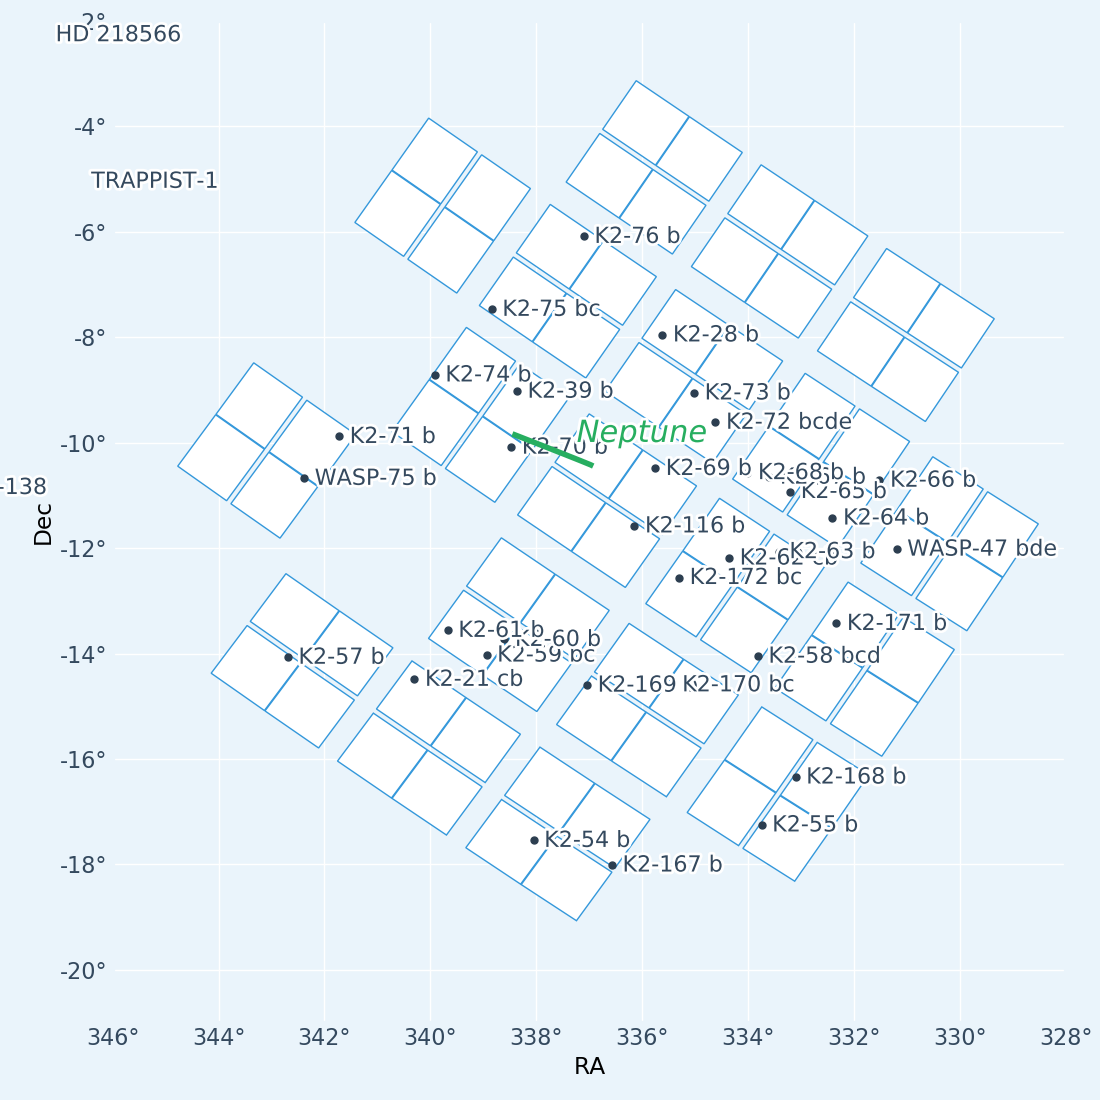 2°
HD 218566
-4°
TRAPPIST-1
-6°
K2-76 b
K2-75 bc
-8°
K2-28 b
K2-74 b
K2-39 b
K2-73 b
K2-72 bcde
Neptune
K2-71 b
-10°
K2-70 b
K2-69 b
K2-68 b
WASP-75 b
K2-66 b
-138
K2-65 b
K2-64 b
K2-116 b
Dec
-12°
K2-62 cb
K2-63 b
WASP-47 bde
K2-172 bc
K2-171 b
K2-61 b
K2-60 b
K2-59 bc
-14°
K2-57 b
K2-58 bcd
K2-21 cb
K2-169
K2-170 bc
-16°
K2-168 b
K2-55 b
K2-54 b
-18°
K2-167 b
-20°
346° 344° 342° 340° 338° 336° 334° 332° 330° 328°
RA